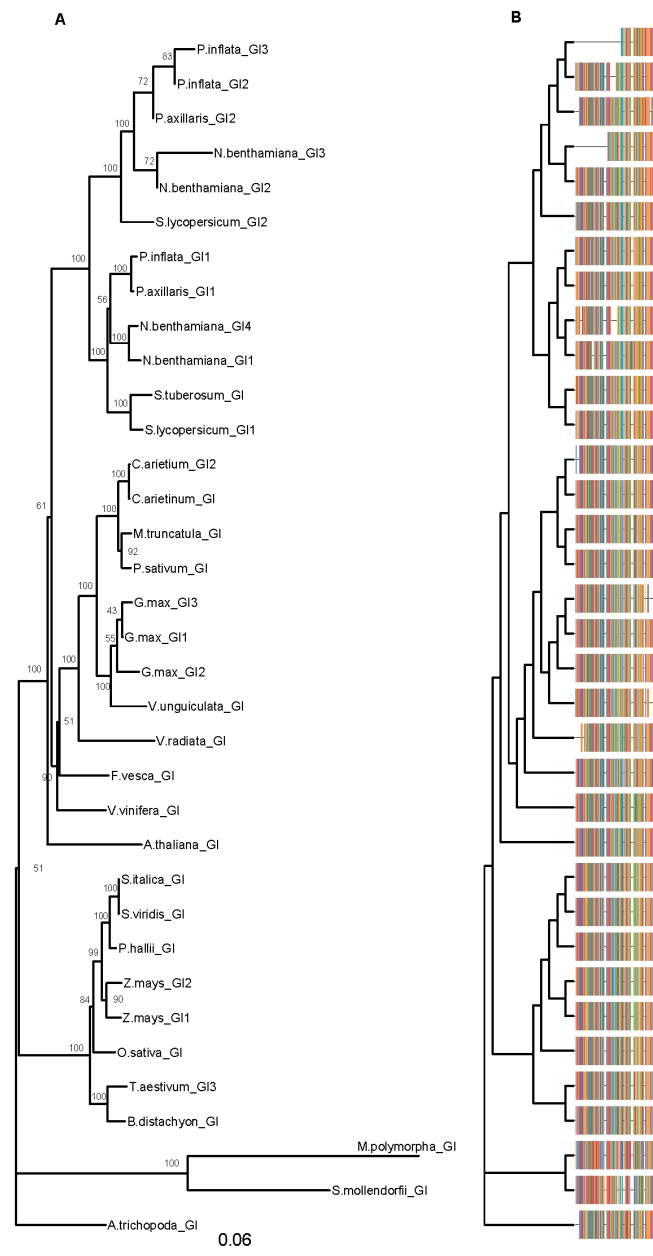 A
B
P.inflata_GI3
83
P.inflata_GI2
72
P.axillaris_GI2
100
N.benthamiana_GI3
72
N.benthamiana_GI2
100
S.lycopersicum_GI2
100
P.inflata_GI1
100
P.axillaris_GI1
56
N.benthamiana_GI4
100
N.benthamiana_GI1
100
S.tuberosum_GI
100
S.lycopersicum_GI1
C.arietium_GI2
100
C.arietinum_GI
100
M.truncatula_GI
92
P.sativum_GI
61
100
G.max_GI3
43
G.max_GI1
55
G.max_GI2
100
100
V.unguiculata_GI
100
51
V.radiata_GI
90
F.vesca_GI
V.vinifera_GI
A.thaliana_GI
51
S.italica_GI
100
S.viridis_GI
100
P.hallii_GI
99
Z.mays_GI2
84
90
Z.mays_GI1
100
O.sativa_GI
T.aestivum_GI3
100
B.distachyon_GI
M.polymorpha_GI
100
S.mollendorfii_GI
A.trichopoda_GI
0.06